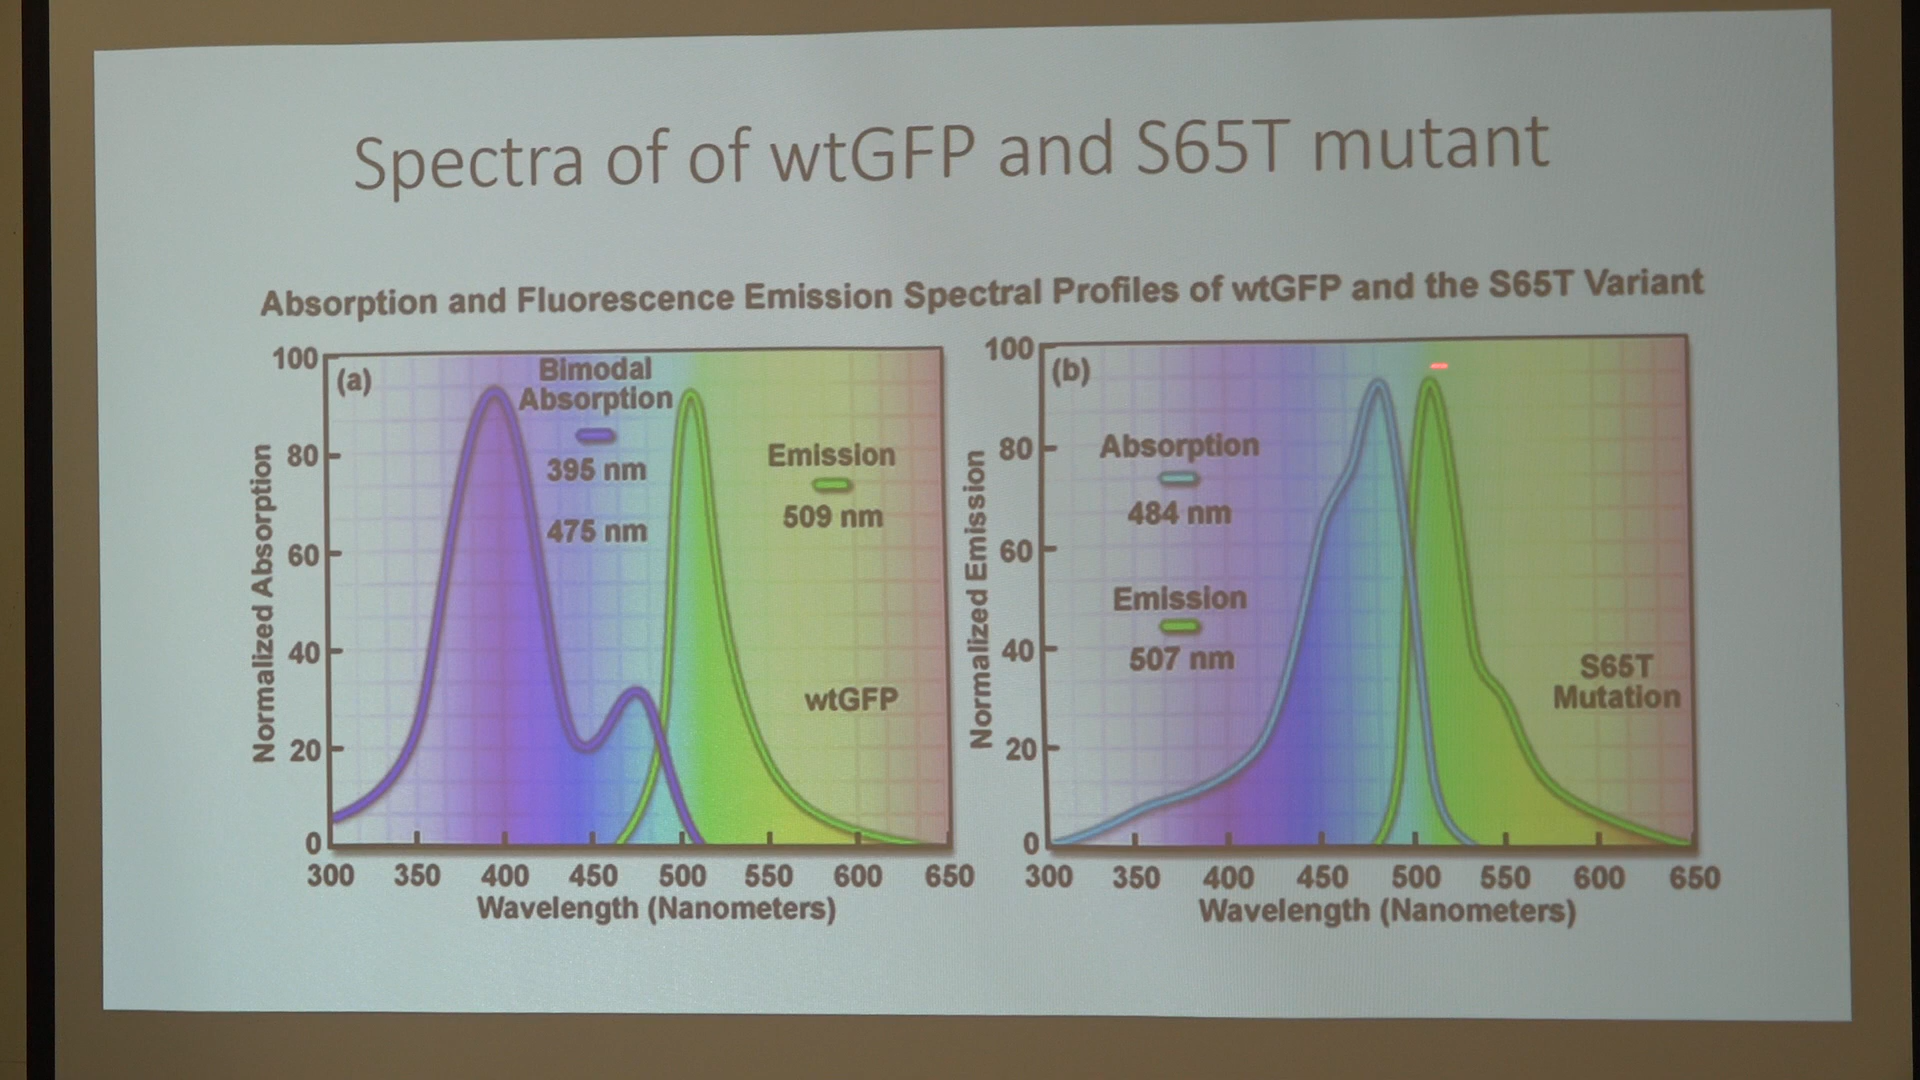 Spectra of of wtGFP and S65T mutant
Absorption and Fluorescence Emission Spectral Profiles of wtGFP and the S65T Variant
Normalized Absorption
100
80
60
40
20
0
(a)
Bimodal
Absorption
395 nm
475 nm
Emission
509 nm
wtGFP
300 350 400 450 500 550 600 650
Wavelength (Nanometers)
Normalized Emission
100
80
60
40
20
0
(b)
Absorption
484 nm
Emission
507 nm
S65T
Mutation
300 350 400 450 500 550 600 650
Wavelength (Nanometers)